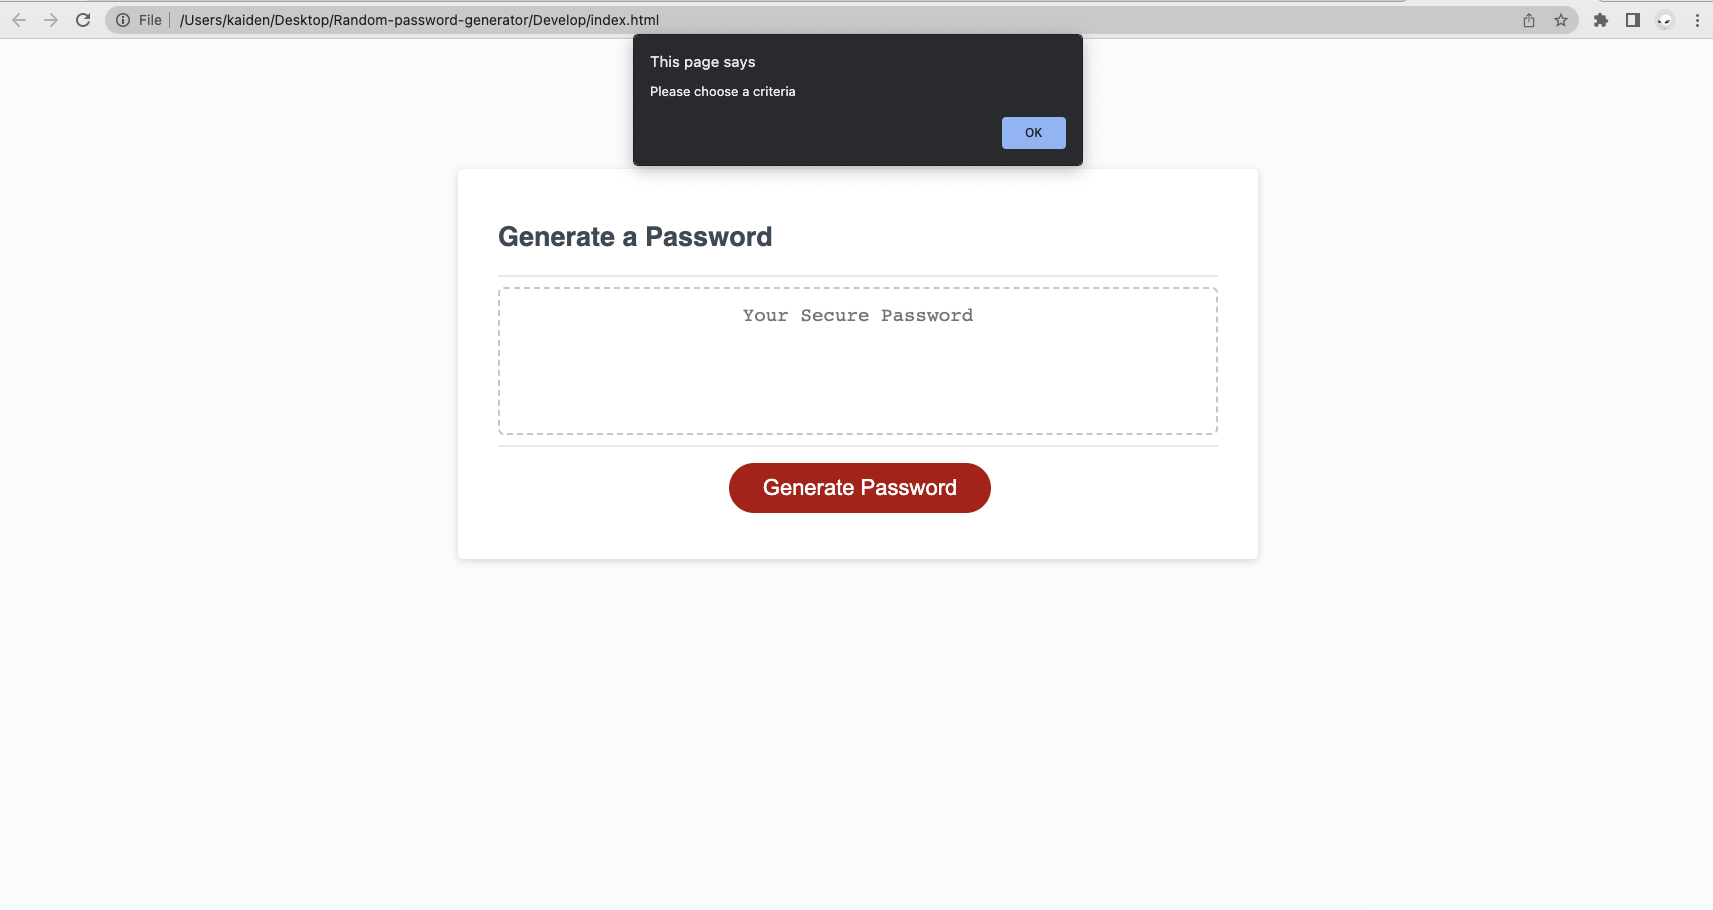 File /Users/kaiden/Desktop/Random-password-generator/Develop/index.html
This page says
Please choose a criteria
OK
Generate a Password
Your Secure Password
Generate Password